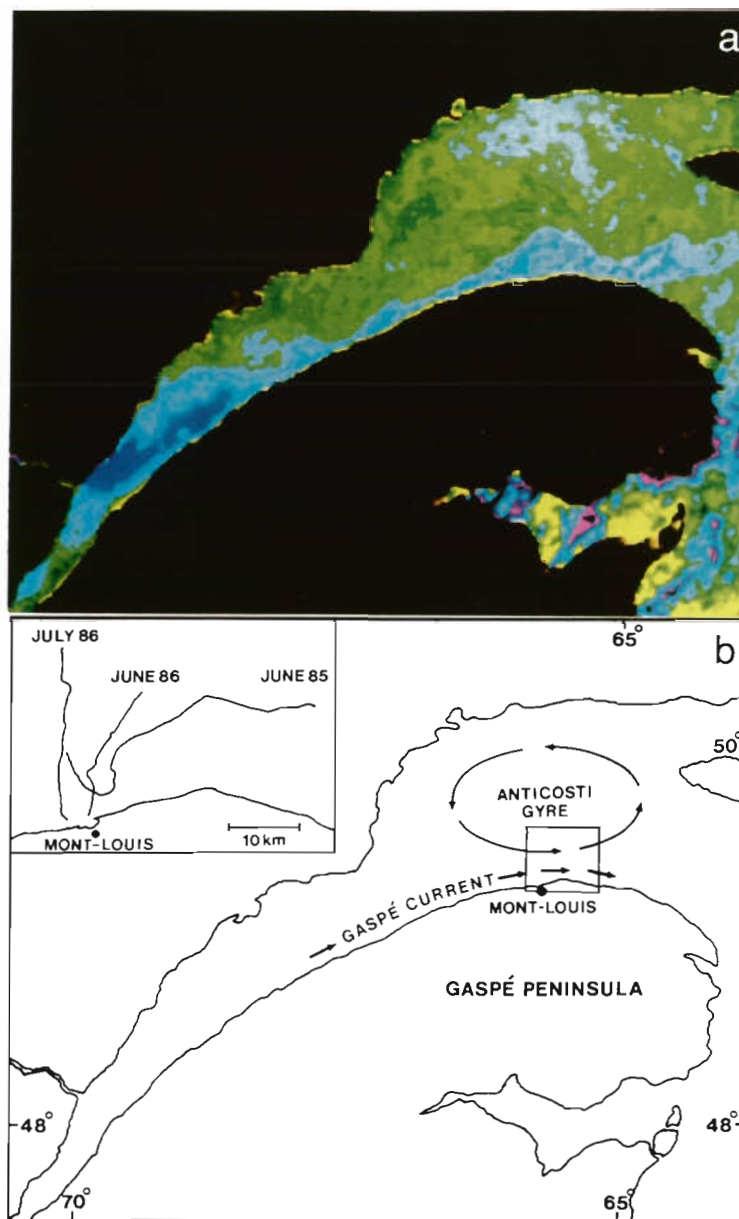 a
65°
b
JULY 86
JUNE 86
JUNE 85
50°
ANTICOSTI
GYRE
10 km
MONT-LOUIS
GASPÉ CURRENT
MONT-LOUIS
GASPÉ PENINSULA
48°
48°
70°
65°